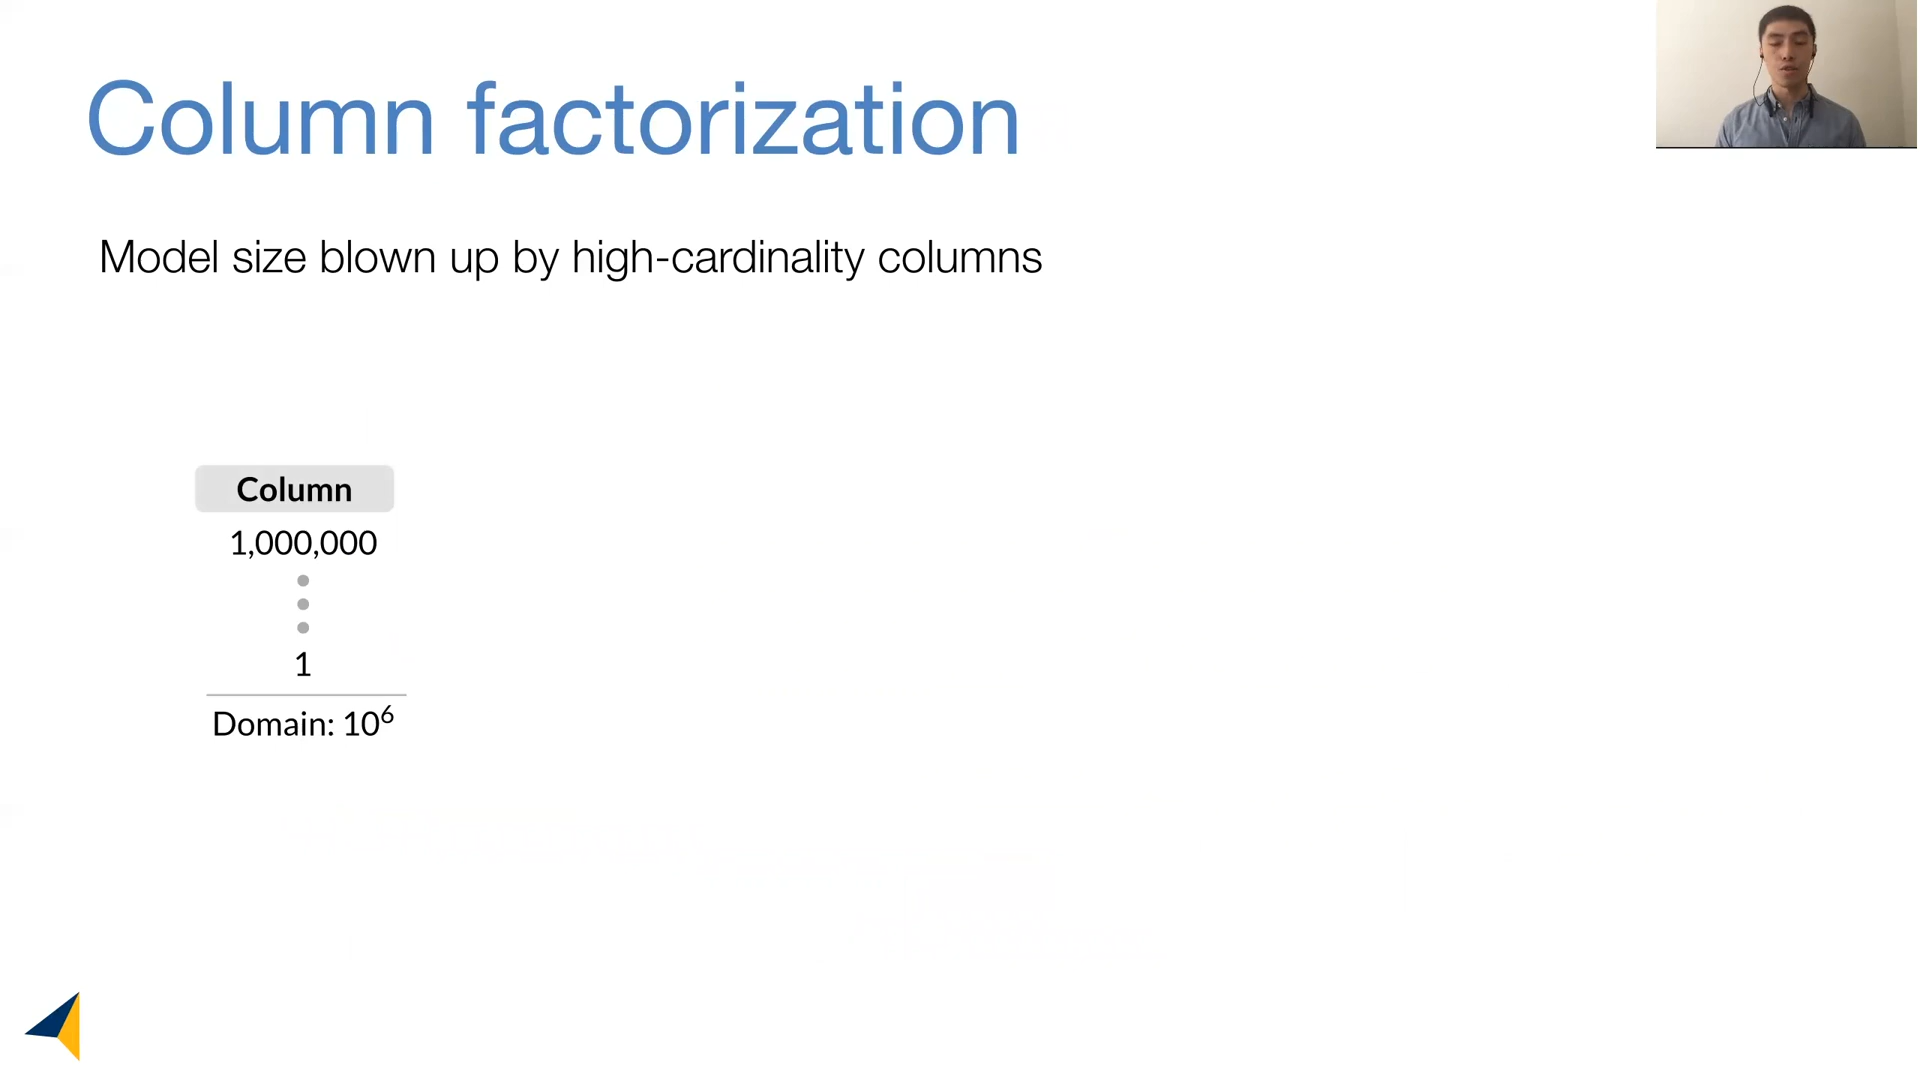 Column factorization
Model size blown up by high-cardinality columns
Column
1,000,000
1
Domain: 10⁶